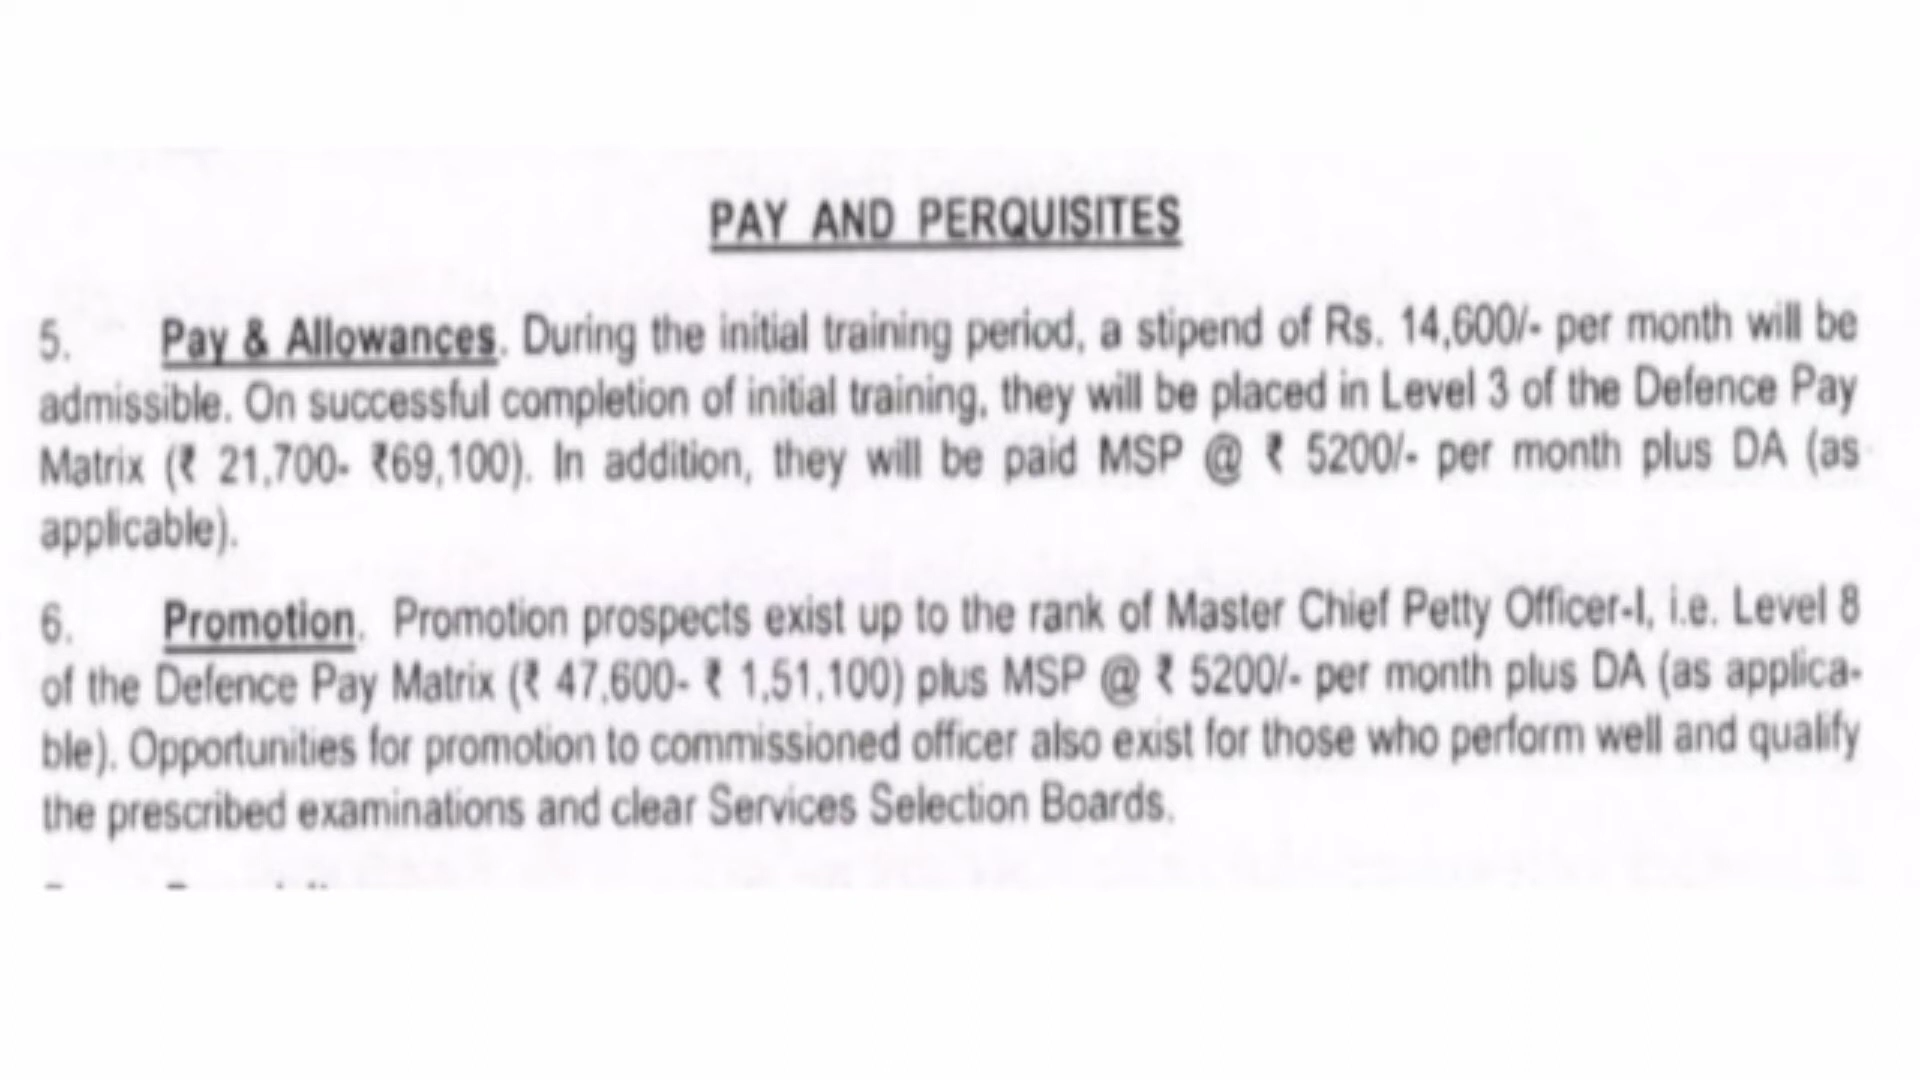 PAY AND PERQUISITES
5. Pay & Allowances. During the initial training period, a stipend of Rs. 14,600/- per month will be
admissible. On successful completion of initial training, they will be placed in Level 3 of the Defence Pay
Matrix (₹ 21,700- ₹69,100). In addition, they will be paid MSP @ ₹ 5200/- per month plus DA (as
applicable).
6. Promotion. Promotion prospects exist up to the rank of Master Chief Petty Officer-I, i.e. Level 8
of the Defence Pay Matrix (₹ 47,600- ₹ 1,51,100) plus MSP @ ₹ 5200/- per month plus DA (as applica-
ble). Opportunities for promotion to commissioned officer also exist for those who perform well and qualify
the prescribed examinations and clear Services Selection Boards.